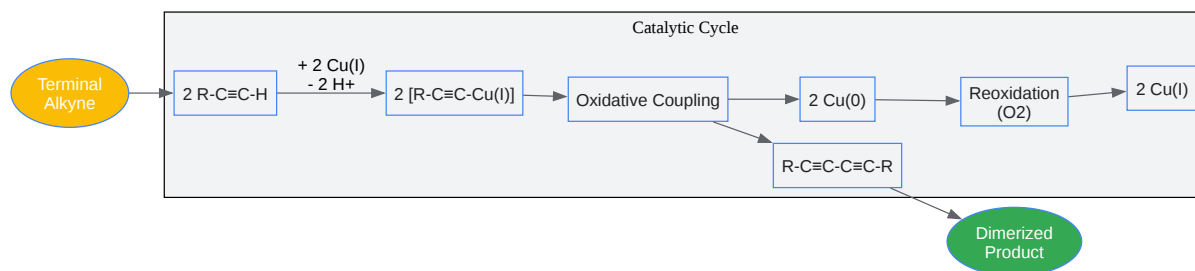 Catalytic Cycle
Terminal
Alkyne
2 R-C≡C-H
+ 2 Cu(I)
- 2 H+
2 [R-C≡C-Cu(I)]
Oxidative Coupling
2 Cu(0)
Reoxidation
(O2)
2 Cu(I)
R-C≡C-C≡C-R
Dimerized
Product